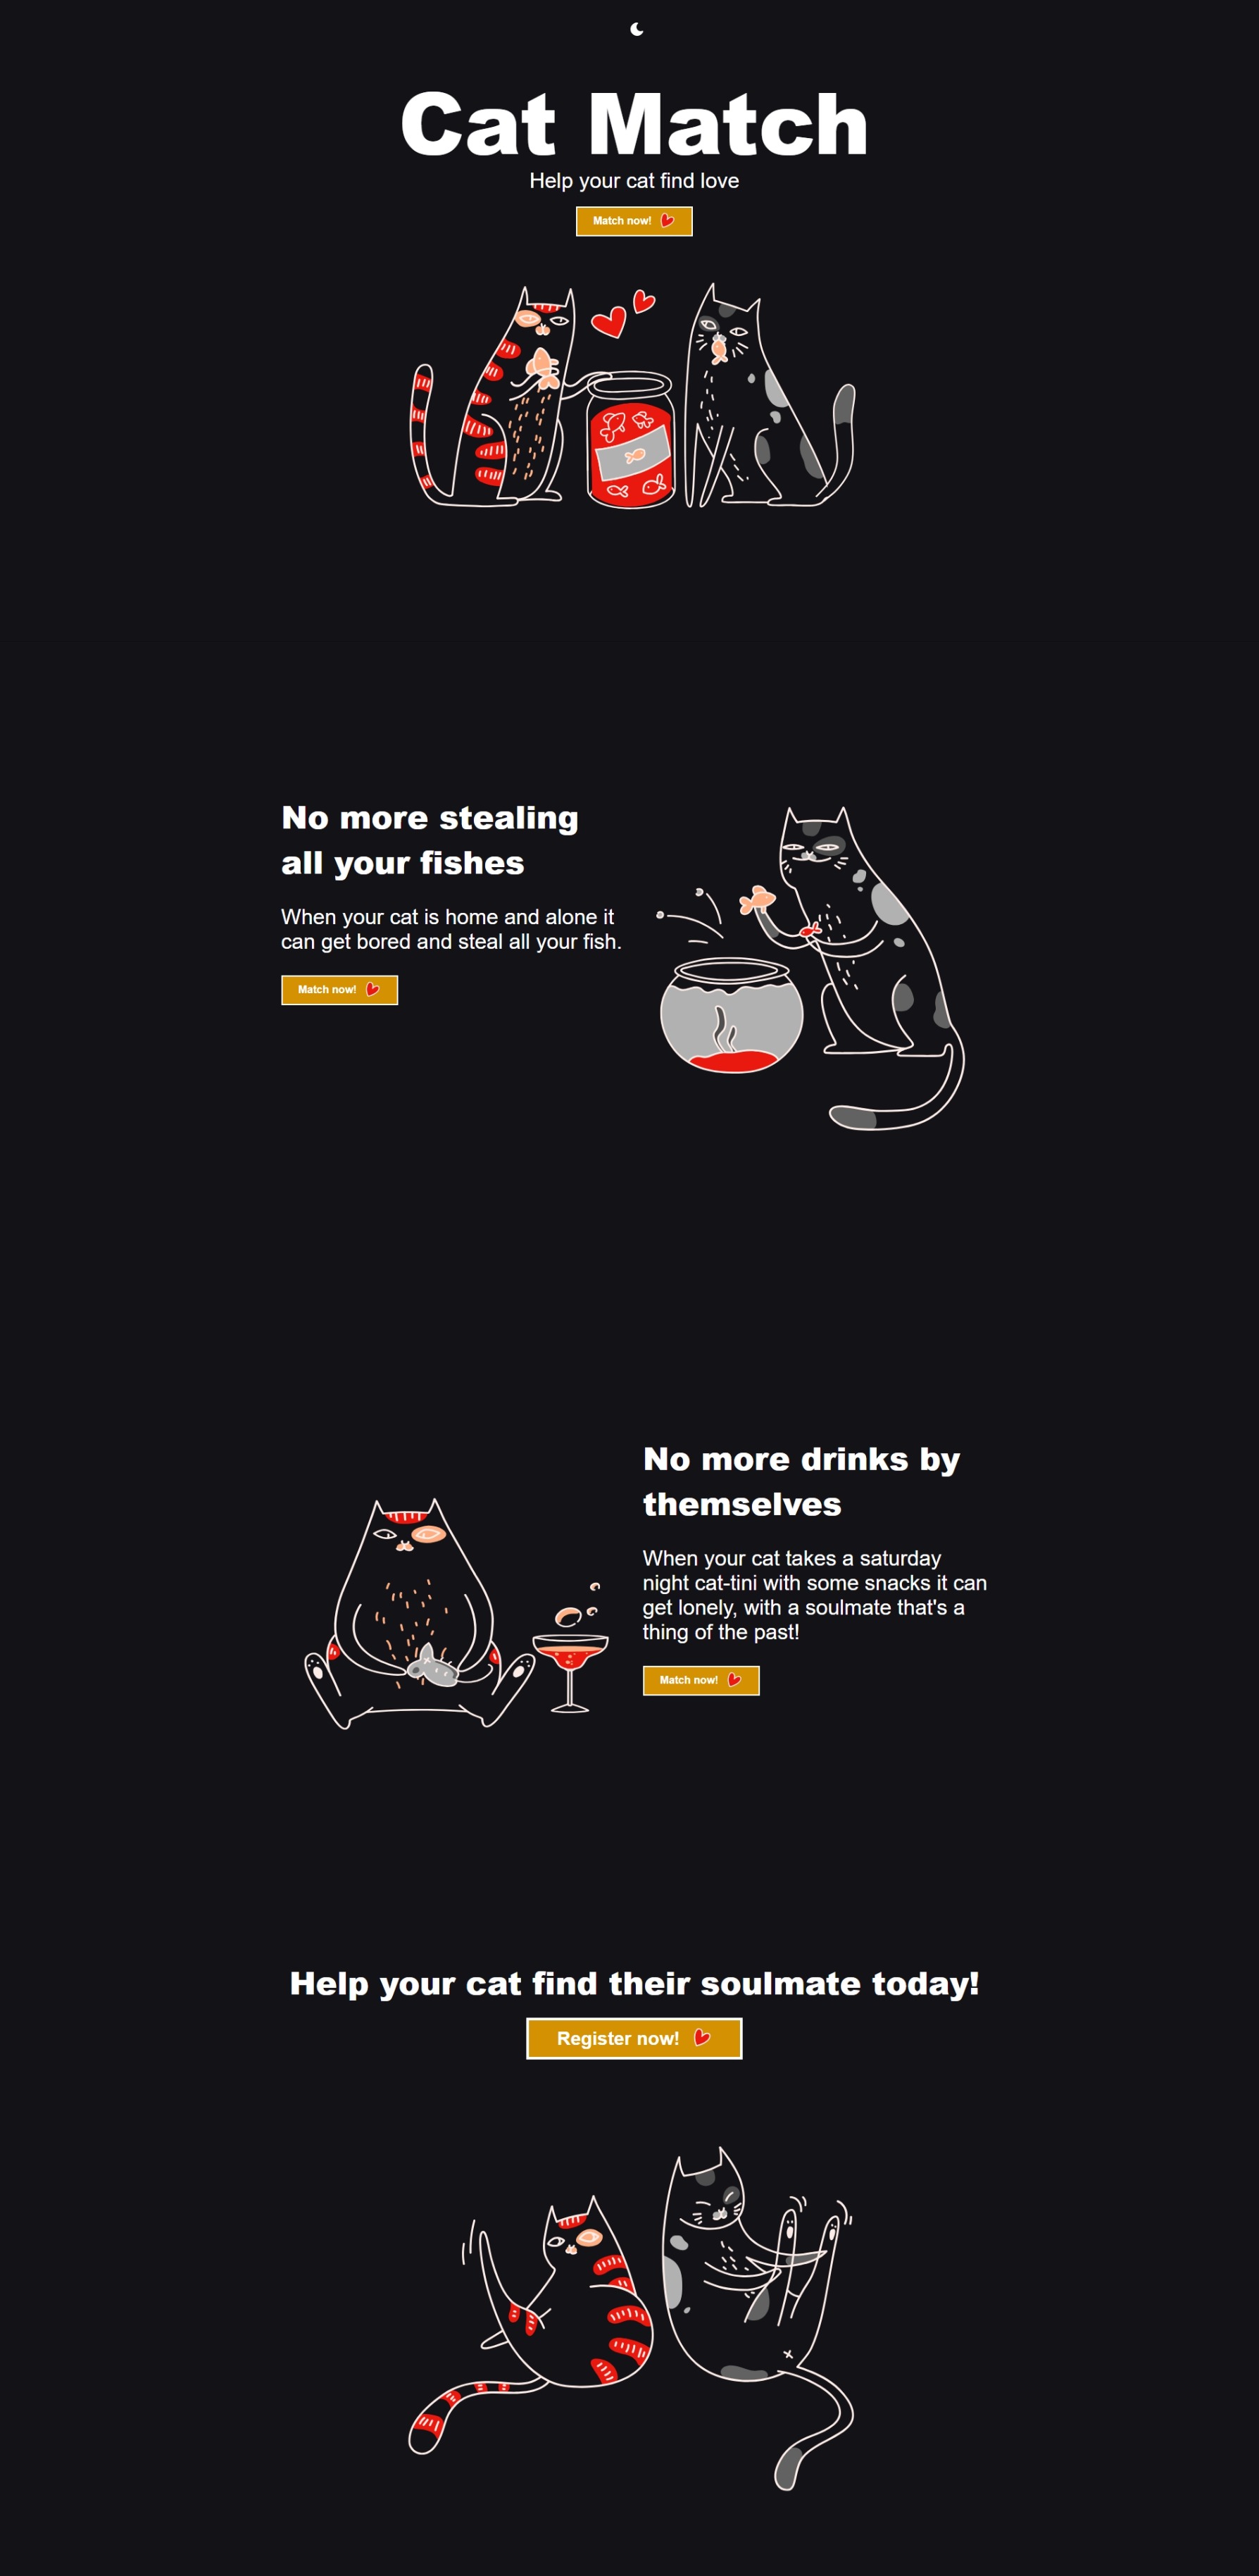 Cat Match
Help your cat find love
Match now!
No more stealing
all your fishes
When your cat is home and alone it
can get bored and steal all your fish.
Match now!
No more drinks by
themselves
When your cat takes a saturday
night cat-tini with some snacks it can
get lonely, with a soulmate that's a
thing of the past!
Match now!
Help your cat find their soulmate today!
Register now!